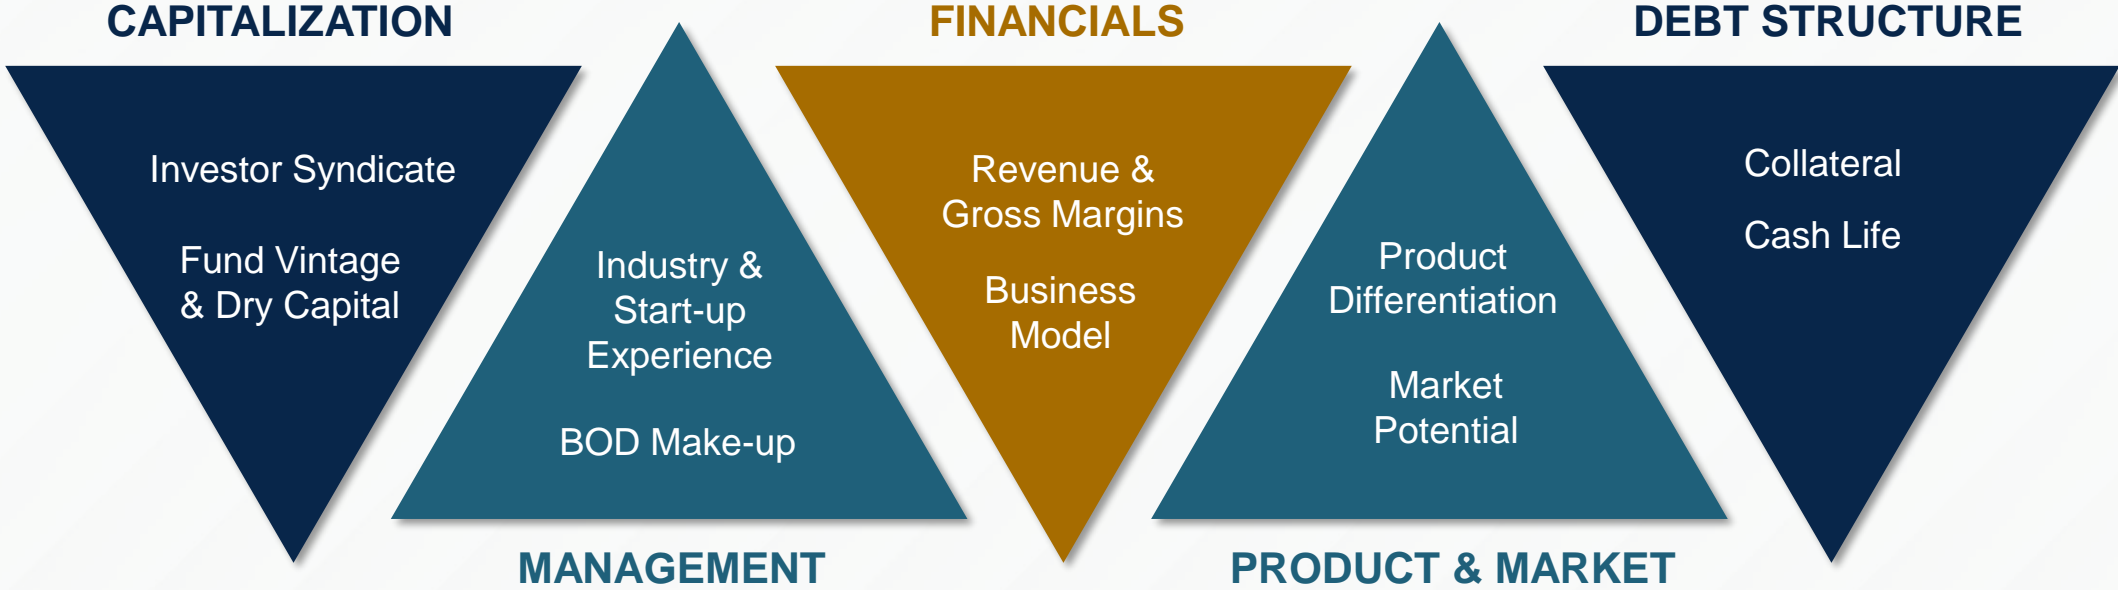 CAPITALIZATION
Investor Syndicate
Fund Vintage
& Dry Capital
Industry &
Start-up
Experience
BOD Make-up
MANAGEMENT
FINANCIALS
Revenue &
Gross Margins
Business
Model
Product
Differentiation
Market
Potential
PRODUCT & MARKET
DEBT STRUCTURE
Collateral
Cash Life